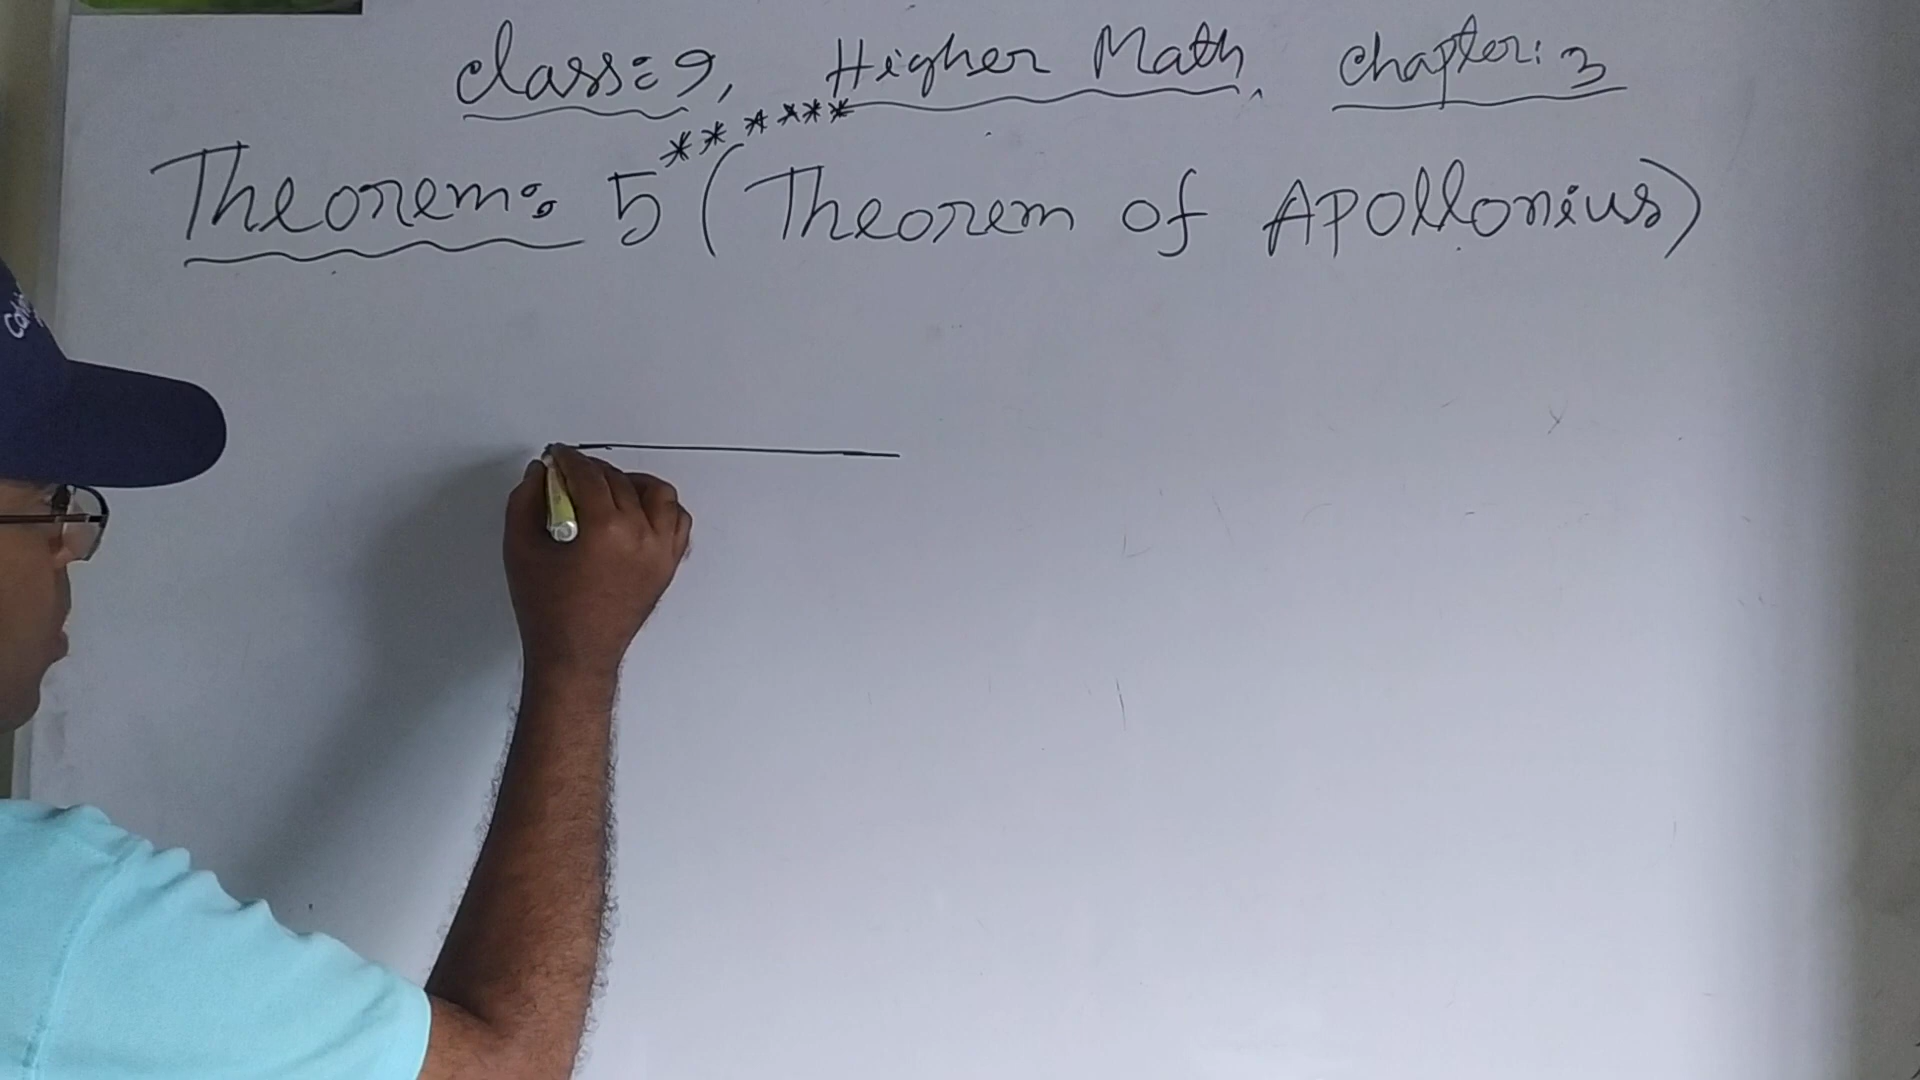 class: 9, Higher Math, chapter: 3
Theorem: 5 ****** (Theorem of Apollonius)